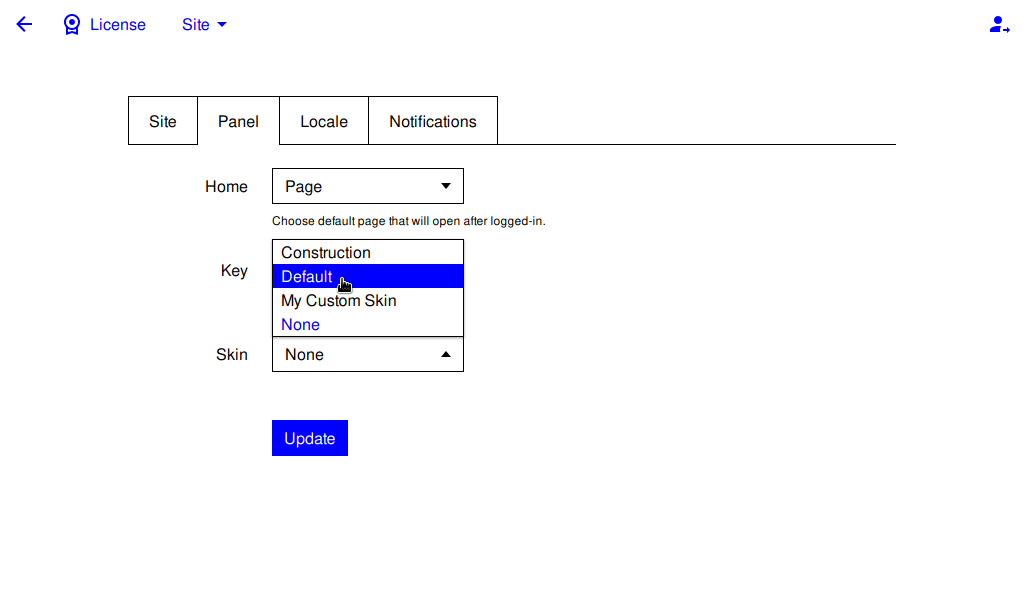 License
Site
Site
Panel
Locale
Notifications
Home
Page
Choose default page that will open after logged-in.
Key
Construction
Default
My Custom Skin
None
Skin
None
Update